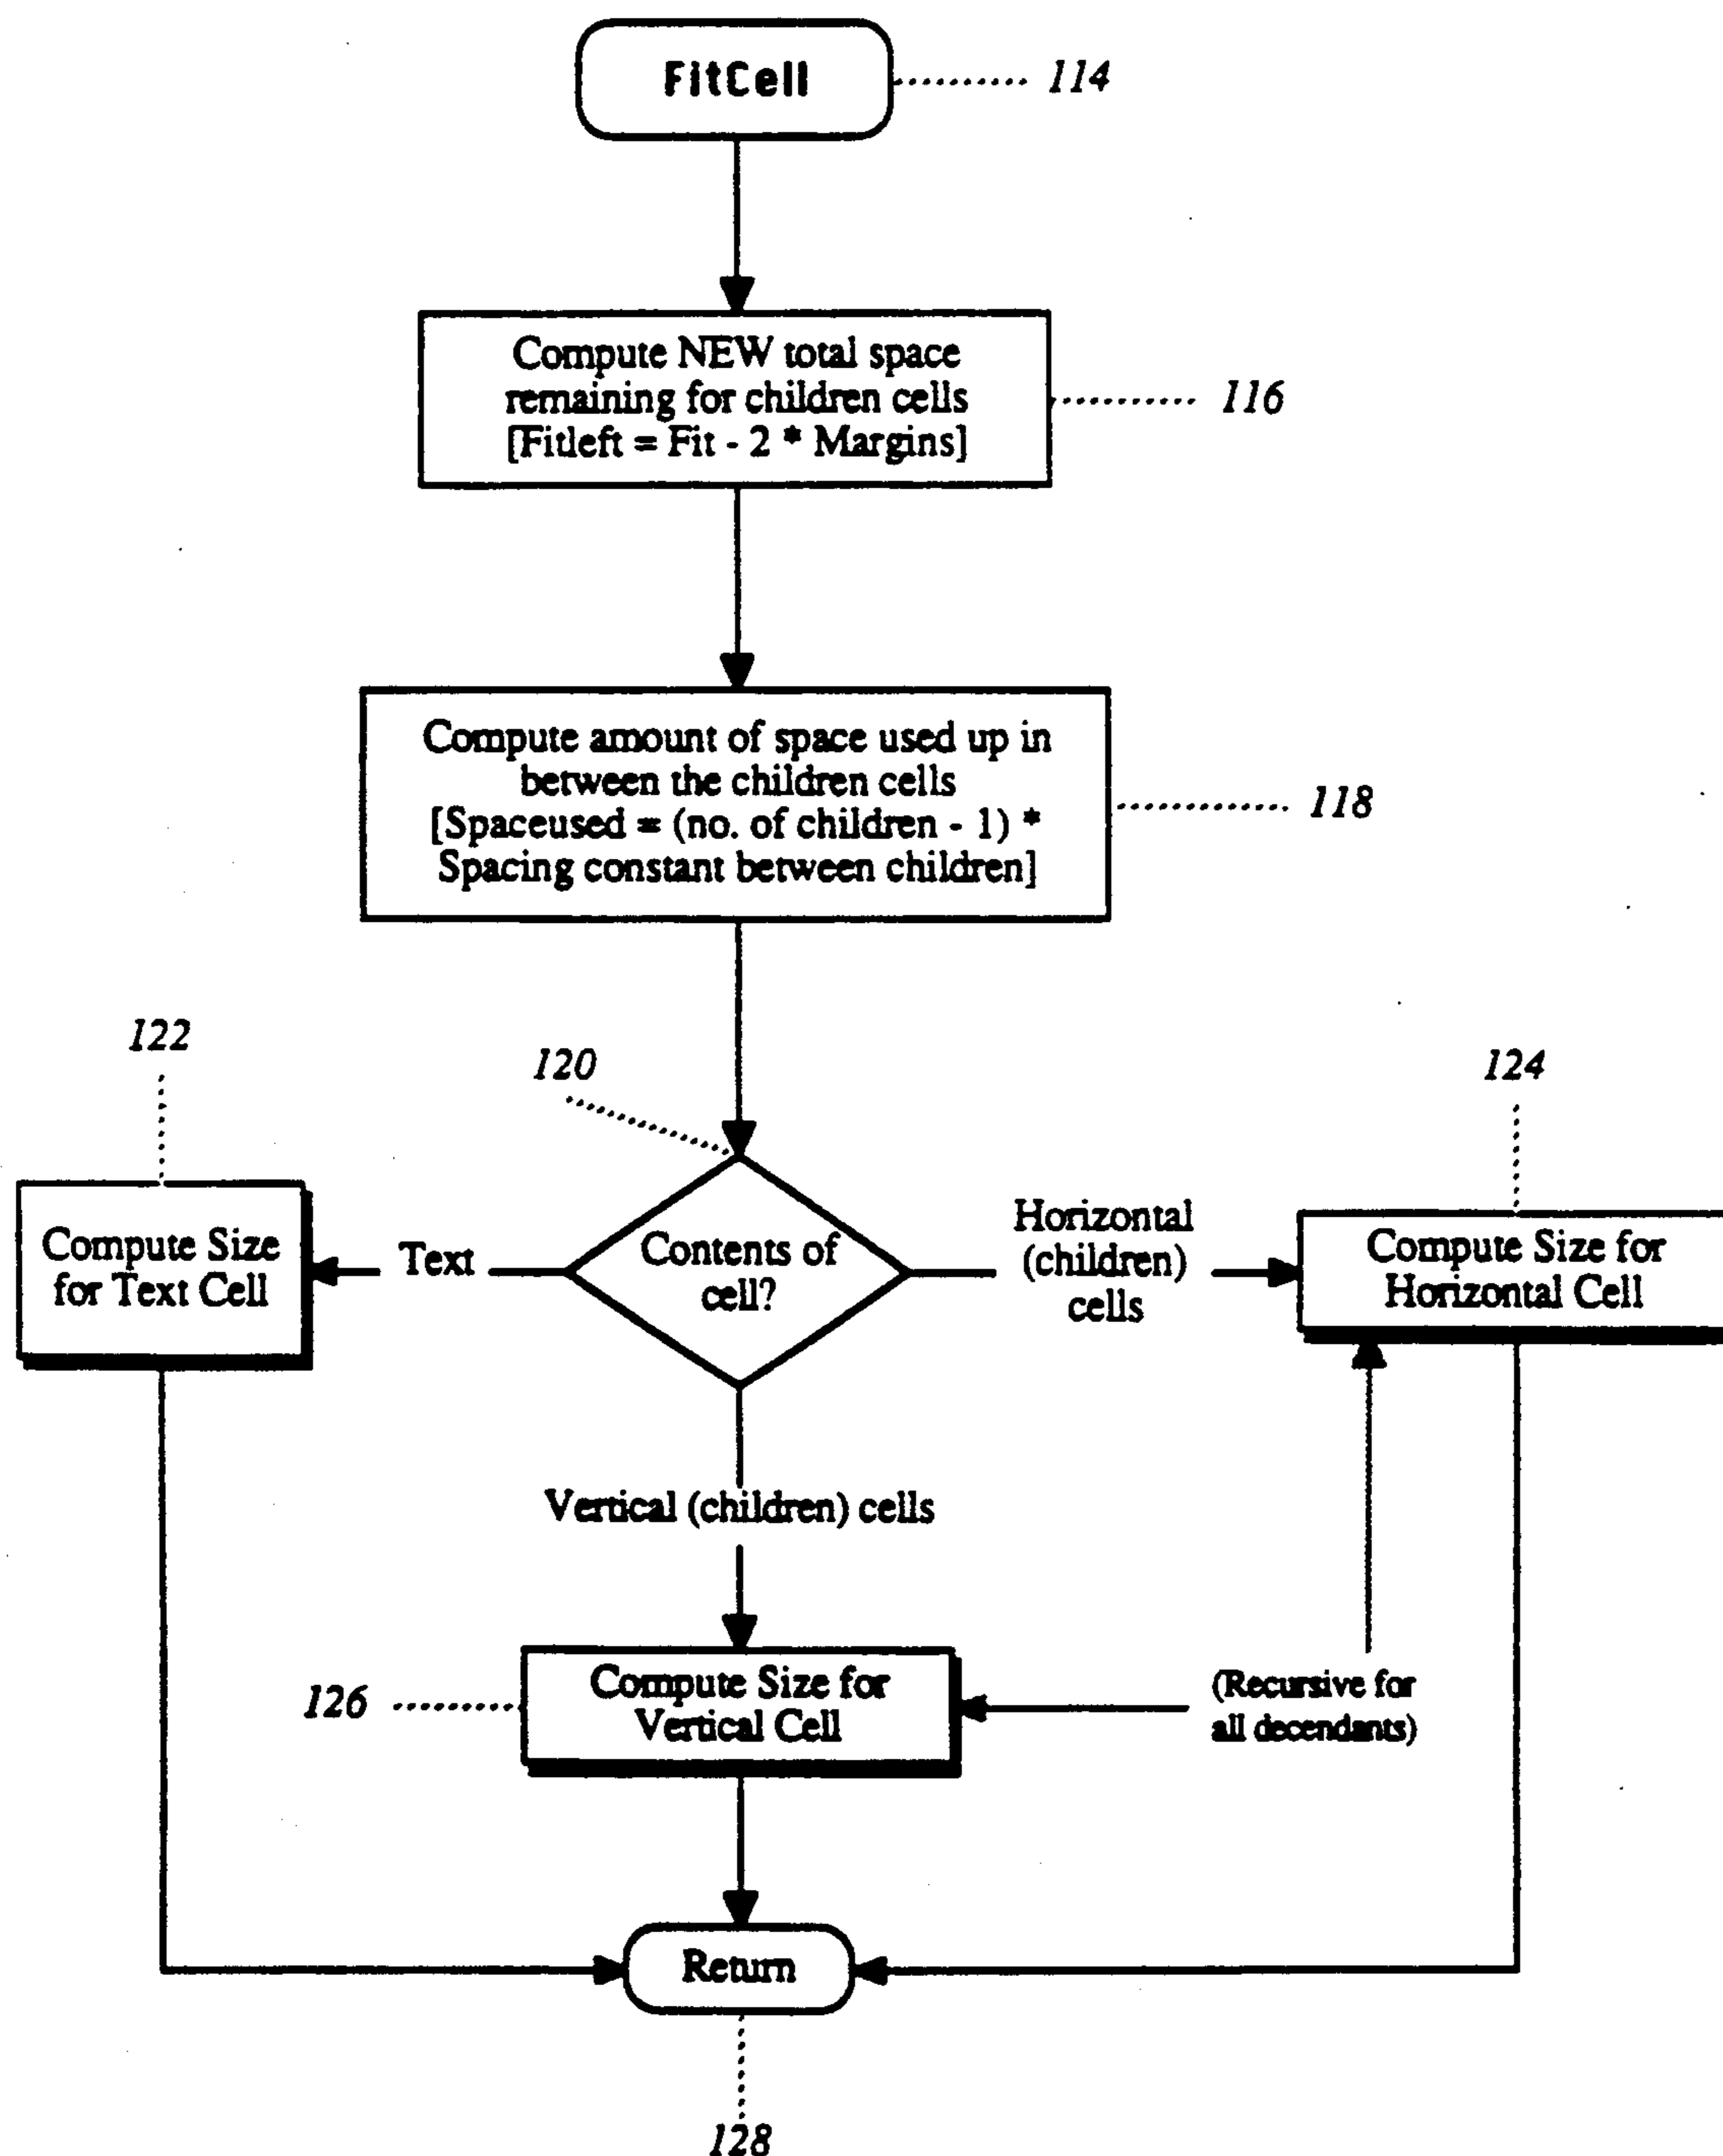 FitCell
114
Compute NEW total space
remaining for children cells
[Fitleft = Fit - 2 * Margins]
116
Compute amount of space used up in
between the children cells
[Spaceused = (no. of children - 1) *
Spacing constant between children]
118
122
120
124
Compute Size
for Text Cell
Text
Contents of
cell?
Horizontal
(children)
cells
Compute Size for
Horizontal Cell
Vertical (children) cells
126
Compute Size for
Vertical Cell
(Recursive for
all decendants)
Return
128